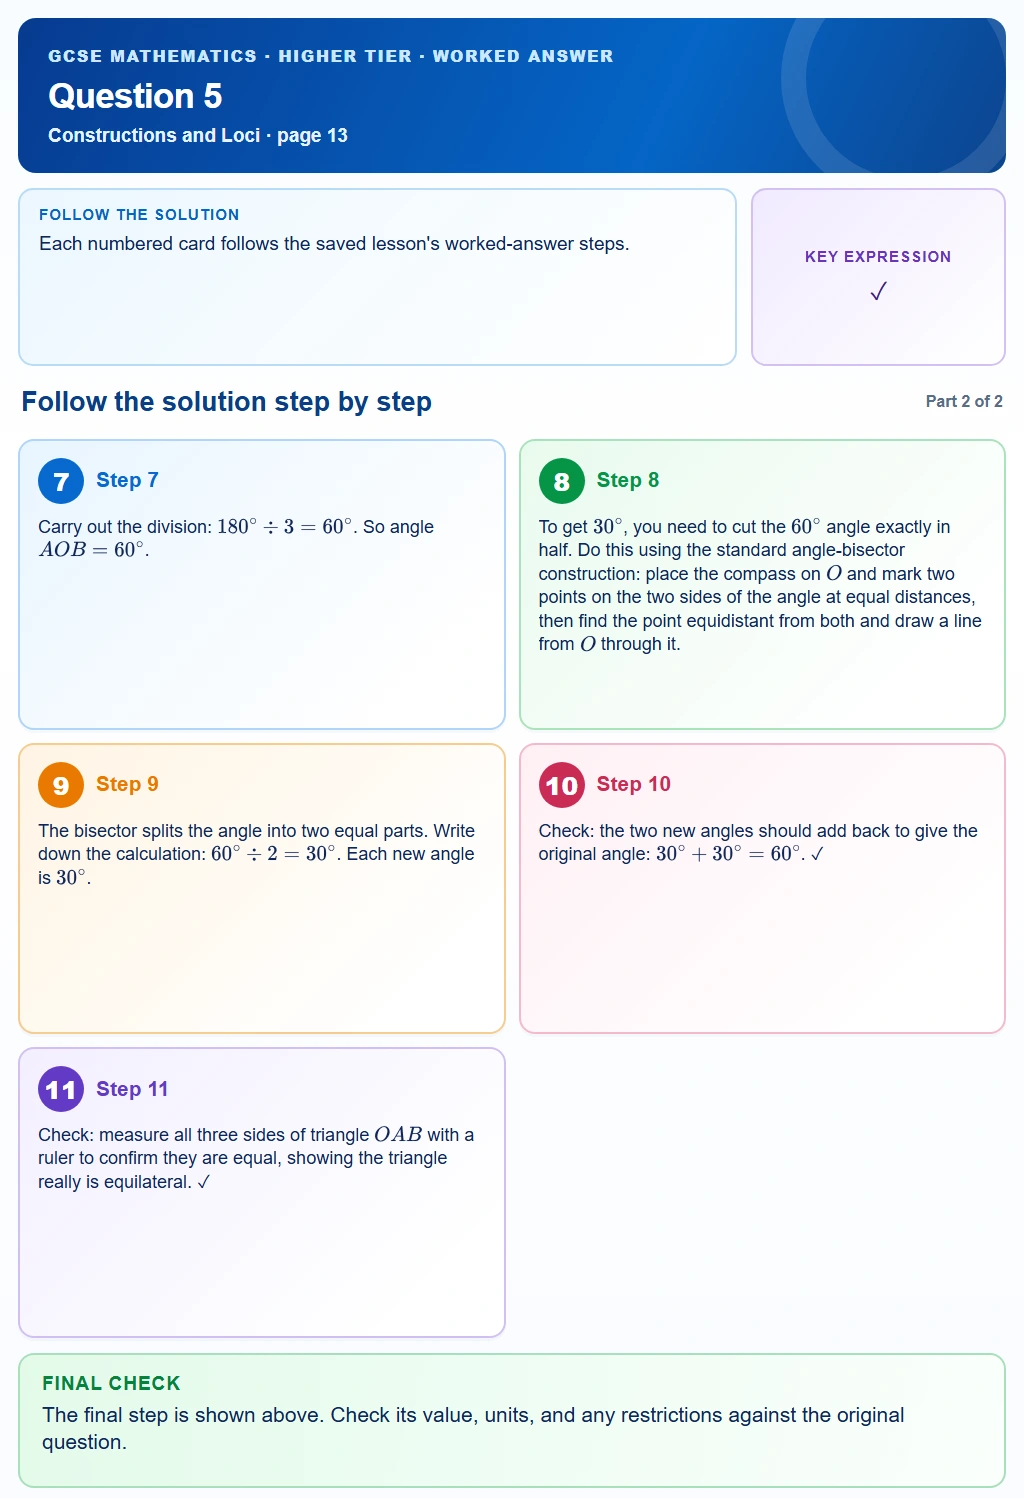 GCSE MATHEMATICS · HIGHER TIER · WORKED ANSWER
Question 5
Constructions and Loci · page 13
FOLLOW THE SOLUTION
Each numbered card follows the saved lesson's worked-answer steps.
KEY EXPRESSION
✓
Follow the solution step by step
Part 2 of 2
7 Step 7
Carry out the division: 180° ÷ 3 = 60°. So angle
AOB = 60°.
8 Step 8
To get 30°, you need to cut the 60° angle exactly in
half. Do this using the standard angle-bisector
construction: place the compass on O and mark two
points on the two sides of the angle at equal distances,
then find the point equidistant from both and draw a line
from O through it.
9 Step 9
The bisector splits the angle into two equal parts. Write
down the calculation: 60° ÷ 2 = 30°. Each new angle
is 30°.
10 Step 10
Check: the two new angles should add back to give the
original angle: 30° + 30° = 60°. ✓
11 Step 11
Check: measure all three sides of triangle OAB with a
ruler to confirm they are equal, showing the triangle
really is equilateral. ✓
FINAL CHECK
The final step is shown above. Check its value, units, and any restrictions against the original
question.